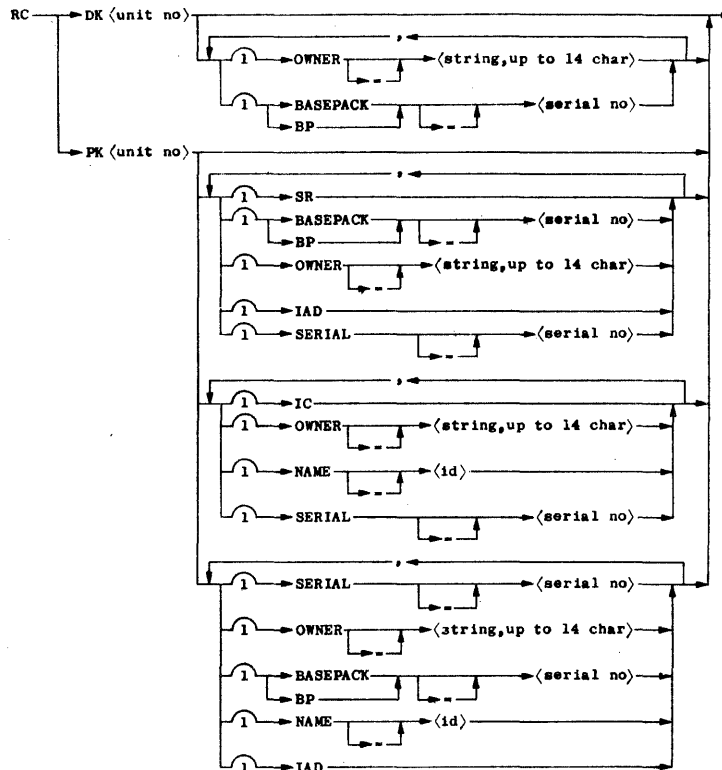 RC DK <unit no>
,
1 OWNER = <string,up to 14 char>
1 BASEPACK = <serial no>
BP
PK <unit no>
,
1 SR
1 BASEPACK = <serial no>
BP
1 OWNER = <string,up to 14 char>
1 IAD
1 SERIAL = <serial no>
,
1 IC
1 OWNER = <string,up to 14 char>
1 NAME = <id>
1 SERIAL = <serial no>
,
1 SERIAL = <serial no>
1 OWNER = <string,up to 14 char>
1 BASEPACK = <serial no>
BP
1 NAME = <id>
1 IAD